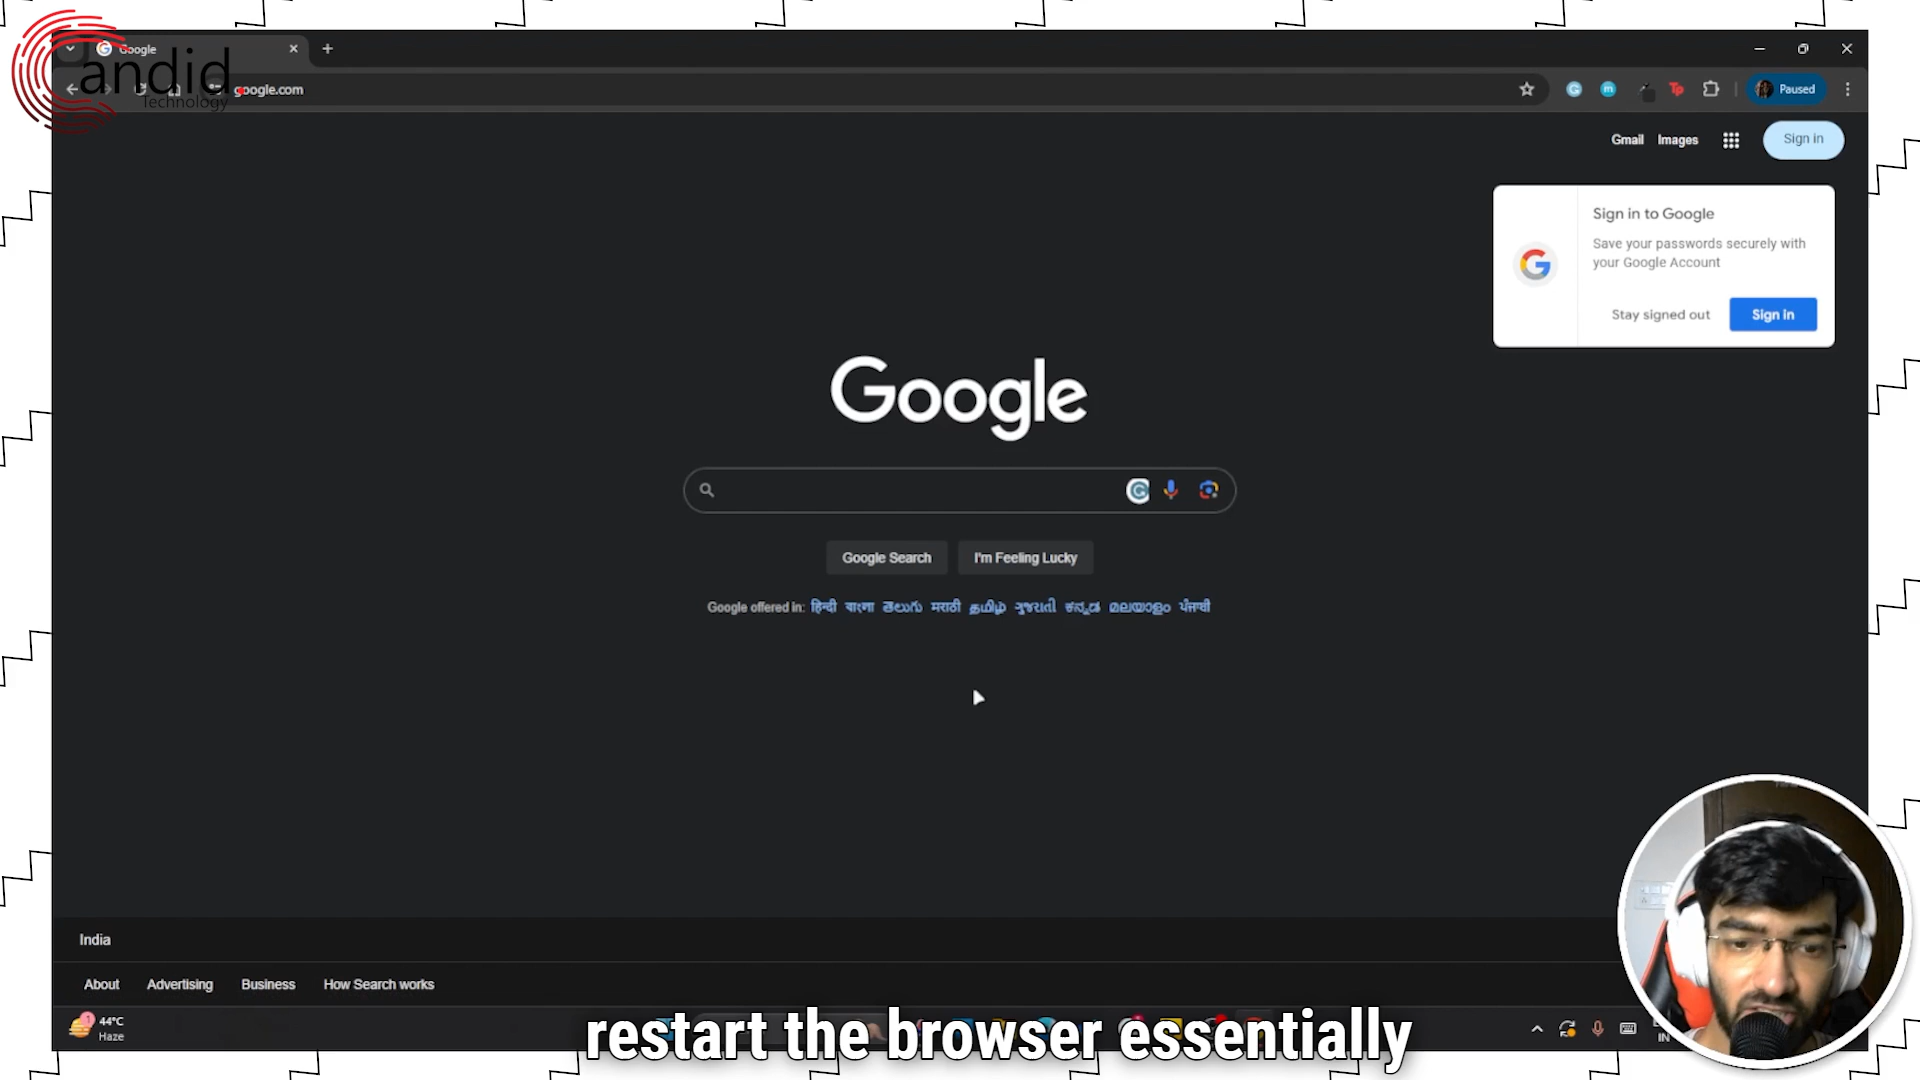 Google
andid
Technology
google.com
Paused
Gmail
Images
Sign in
Sign in to Google
Save your passwords securely with
your Google Account
Stay signed out
Sign in
Google
Google Search
I'm Feeling Lucky
Google offered in: हिन्दी বাংলা తెలుగు मराठी தமிழ் ગુજરાતી ಕನ್ನಡ മലയാളം ਪੰਜਾਬੀ
India
About
Advertising
Business
How Search works
1
44°C
Haze
IN
restart the browser essentially